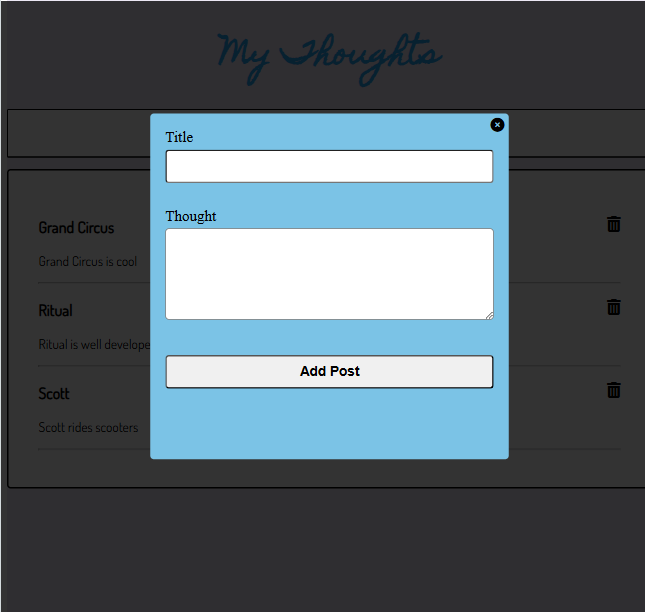 My Thoughts
Title
Thought
Grand Circus
Grand Circus is cool
Ritual
Ritual is well develope
Add Post
Scott
Scott rides scooters